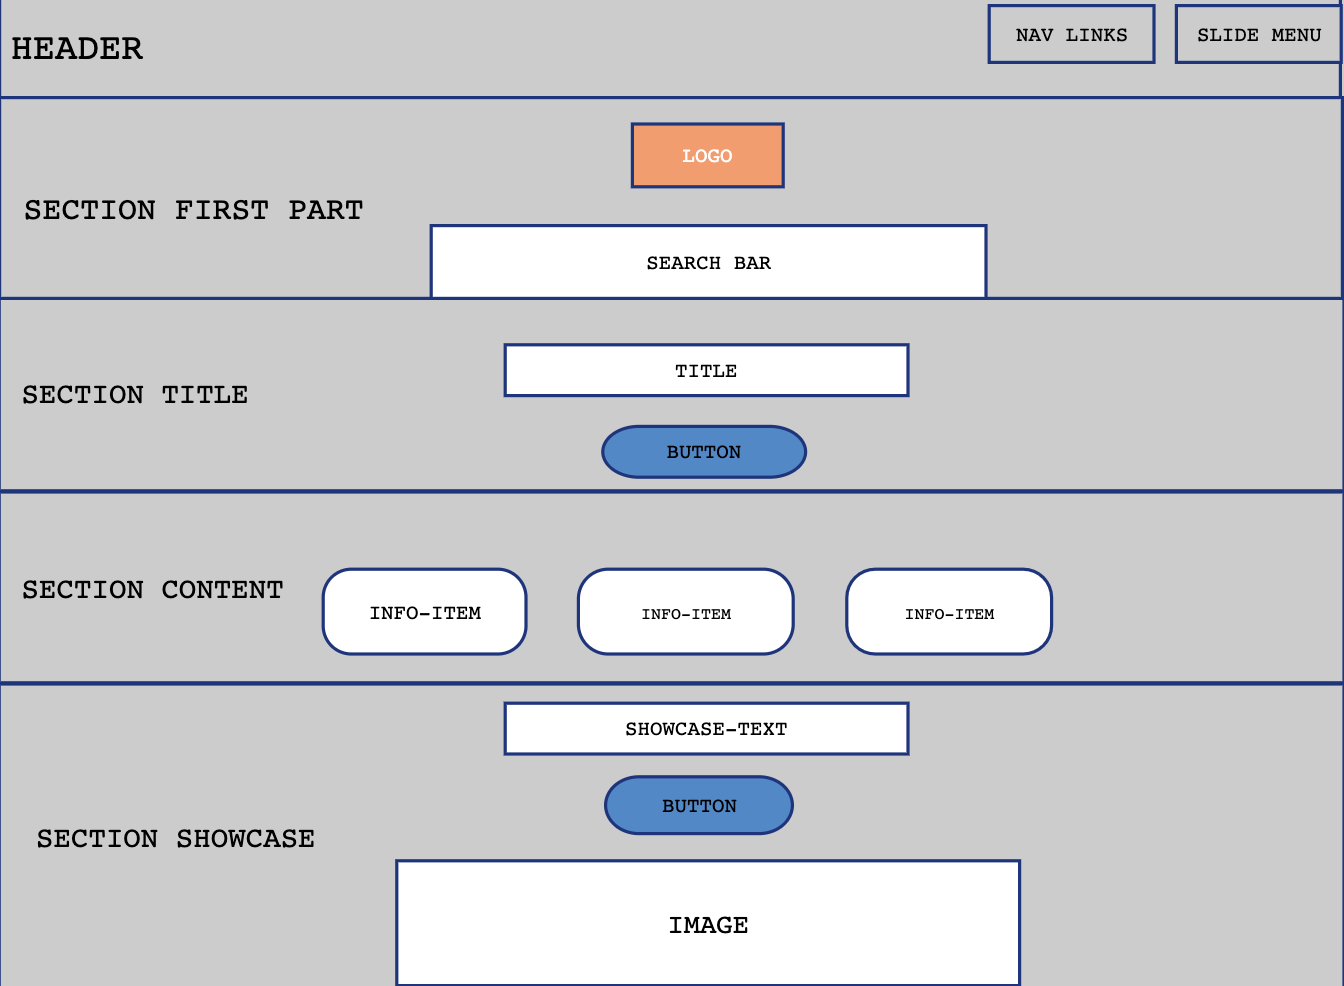 HEADER
NAV LINKS
SLIDE MENU
LOGO
SECTION FIRST PART
SEARCH BAR
TITLE
SECTION TITLE
BUTTON
SECTION CONTENT
INFO-ITEM
INFO-ITEM
INFO-ITEM
SHOWCASE-TEXT
BUTTON
SECTION SHOWCASE
IMAGE